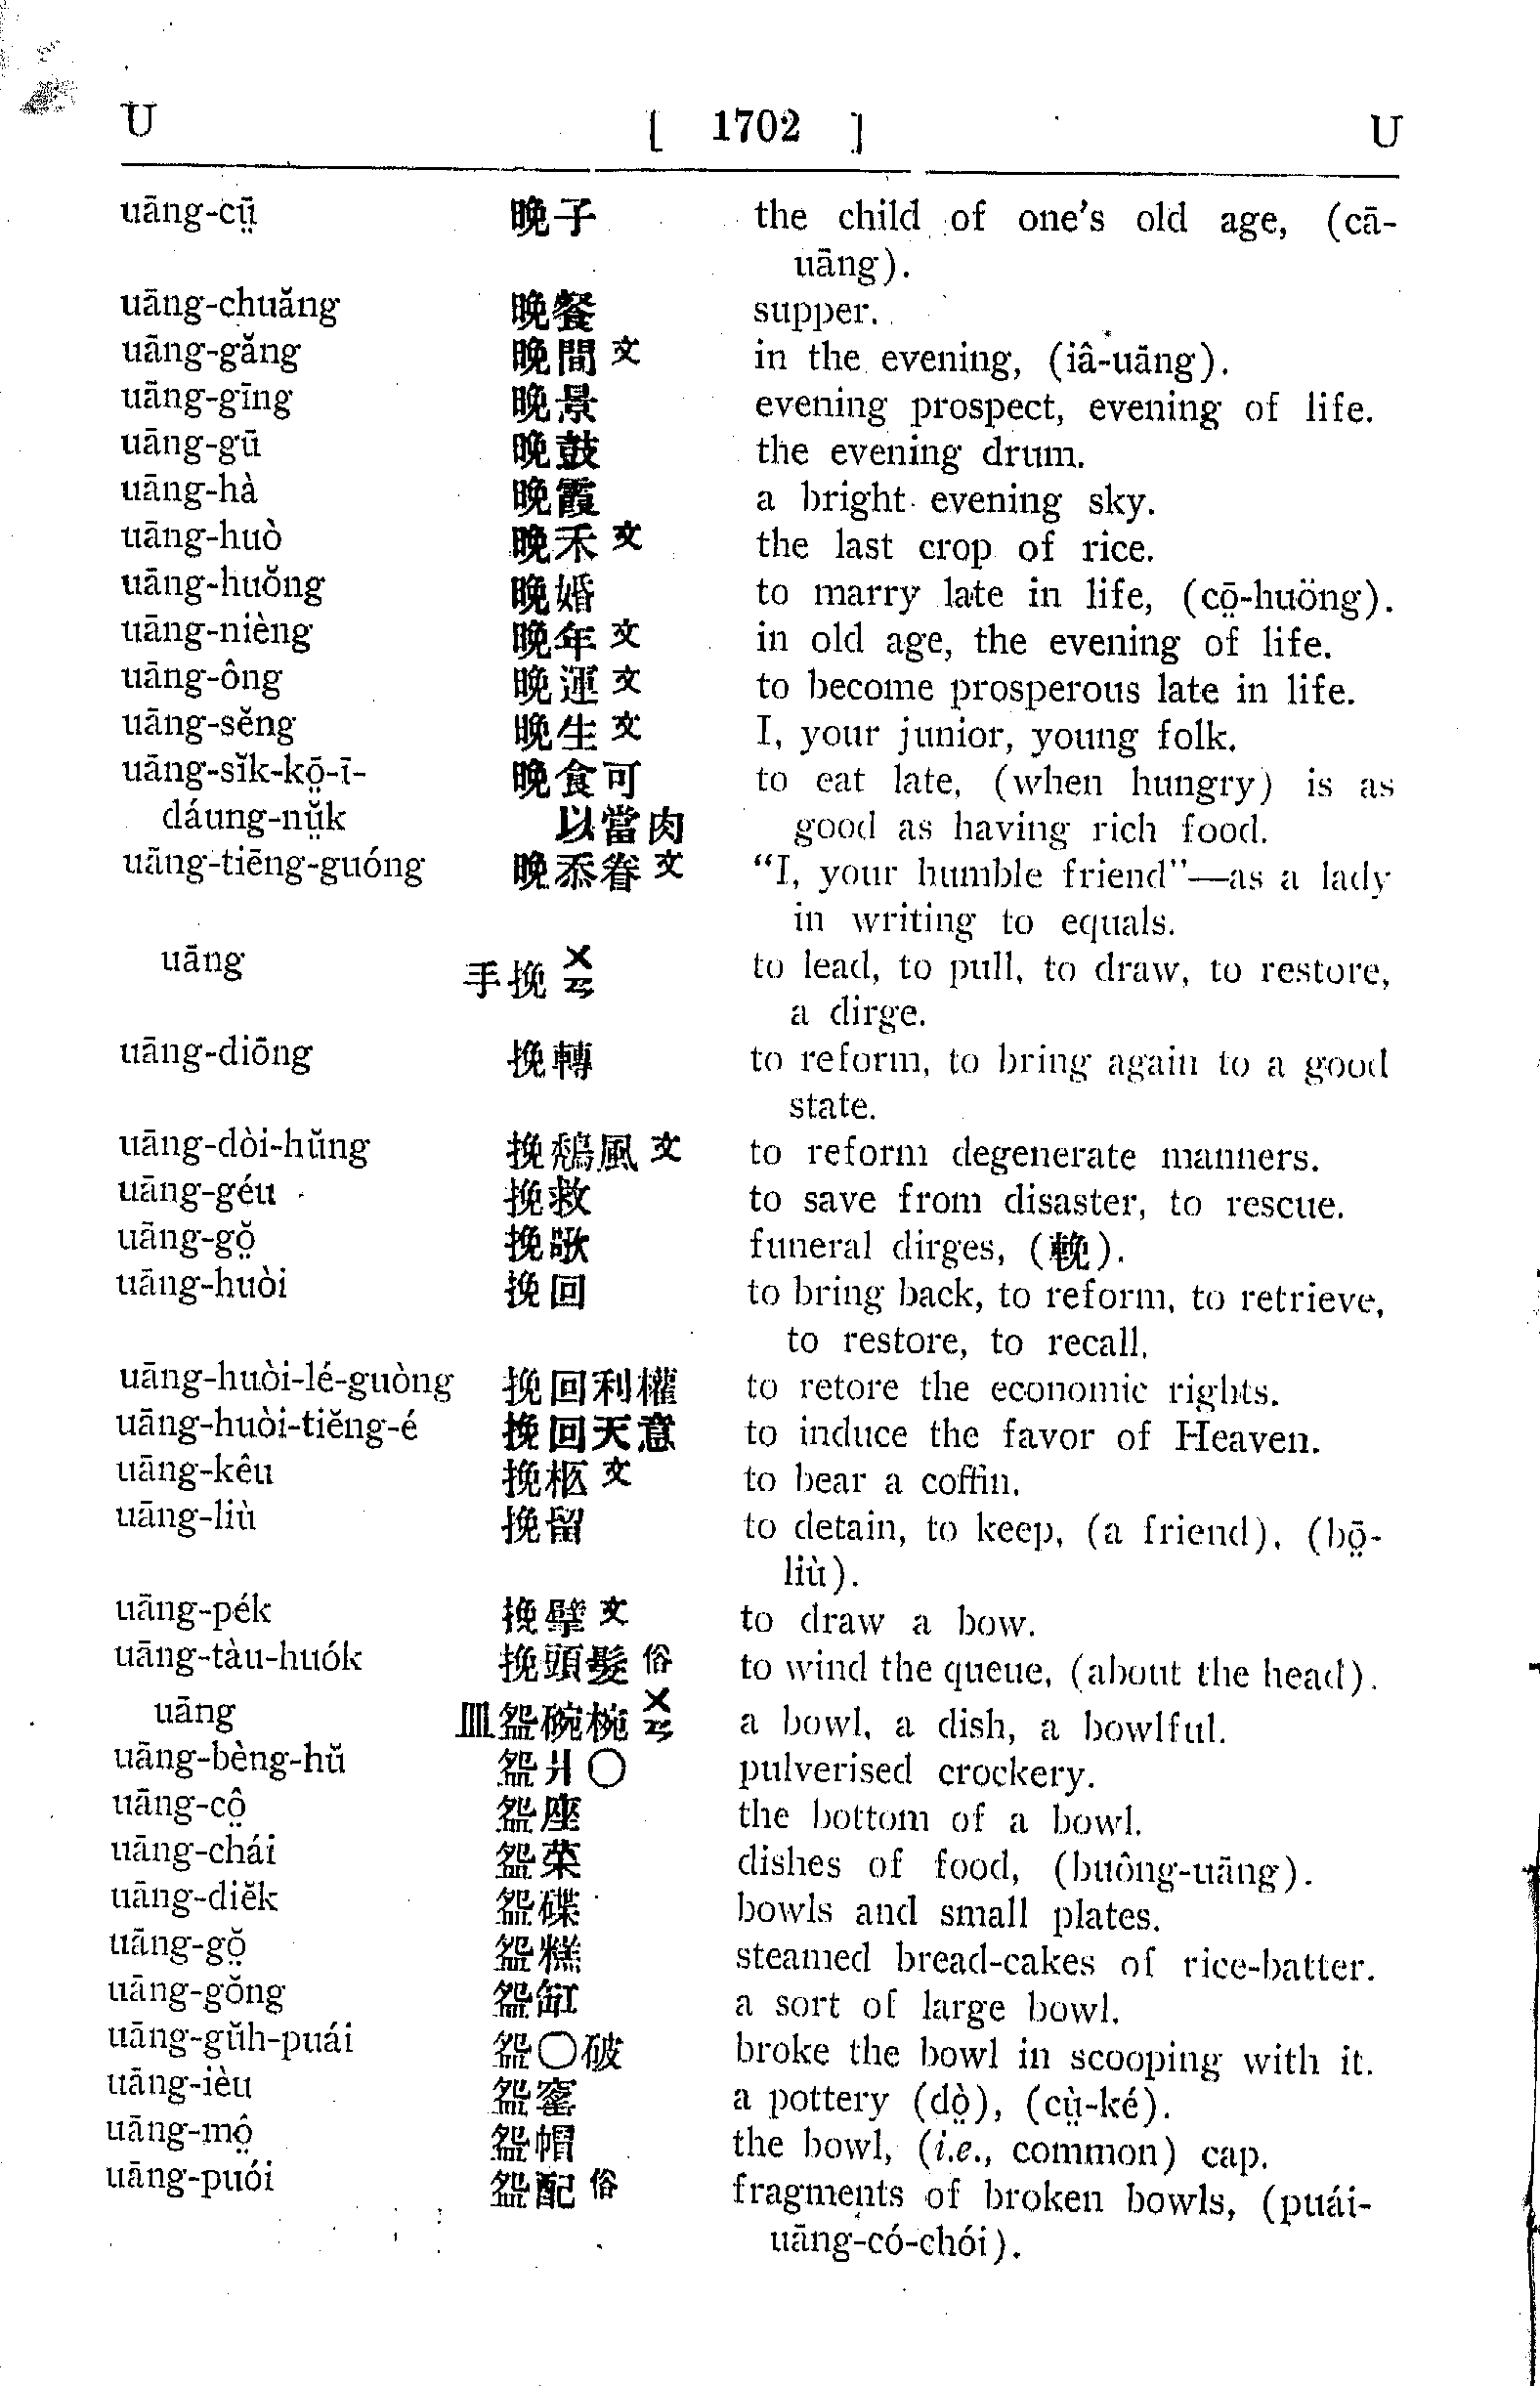 U [ 1702 ] U
uāng-cṳ̄ 晚子 the child of one's old age, (cā-
uāng).
uāng-chuăng 晚餐 supper.
uāng-găng 晚間文 in the evening, (iâ-uāng).
uāng-gīng 晚景 evening prospect, evening of life.
uāng-gū 晚鼓 the evening drum.
uāng-hà 晚霞 a bright evening sky.
uāng-huò 晚禾文 the last crop of rice.
uāng-huŏng 晚婚 to marry late in life, (cō̤-huŏng).
uāng-nièng 晚年文 in old age, the evening of life.
uāng-ông 晚運文 to become prosperous late in life.
uāng-sĕng 晚生文 I, your junior, young folk.
uāng-sĭk-kō̤-ī- 晚食可 to eat late, (when hungry) is as
dáung-nṳ̆k 以當肉 good as having rich food.
uāng-tiēng-guóng 晚忝眷文 "I, your humble friend"—as a lady
in writing to equals.
uāng 手挽ㄨㄢ to lead, to pull, to draw, to restore,
a dirge.
uāng-diōng 挽轉 to reform, to bring again to a good
state.
uāng-dòi-hŭng 挽頹風文 to reform degenerate manners.
uāng-géu 挽救 to save from disaster, to rescue.
uāng-gŏ̤ 挽歌 funeral dirges, (輓).
uāng-huòi 挽回 to bring back, to reform, to retrieve,
to restore, to recall.
uāng-huòi-lé-guòng 挽回利權 to retore the economic rights.
uāng-huòi-tiĕng-é 挽回天意 to induce the favor of Heaven.
uāng-kêu 挽柩文 to bear a coffin.
uāng-liù 挽留 to detain, to keep, (a friend), (bō̤-
liù).
uāng-pék 挽擘文 to draw a bow.
uāng-tàu-huók 挽頭髮俗 to wind the queue, (about the head).
uāng 皿盌碗椀ㄨㄢ a bowl, a dish, a bowlful.
uāng-bèng-hŭ 盌爿〇 pulverised crockery.
uāng-cô̤ 盌座 the bottom of a bowl.
uāng-chái 盌菜 dishes of food, (buông-uāng).
uāng-diĕk 盌碟 bowls and small plates.
uāng-gŏ̤ 盌糕 steamed bread-cakes of rice-batter.
uāng-gŏng 盌缸 a sort of large bowl.
uāng-gŭh-puái 盌〇破 broke the bowl in scooping with it.
uāng-ièu 盌窰 a pottery (dò̤), (cṳ̀-ké).
uāng-mô̤ 盌帽 the bowl, (i.e., common) cap.
uāng-puói 盌配俗 fragments of broken bowls, (puái-
uāng-có-chói).